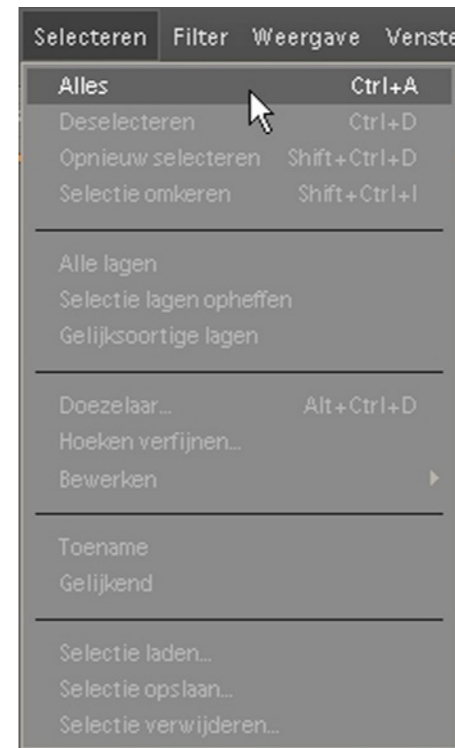 Selecteren Filter Weergave Venste
Alles Ctrl+A
Deselecteren Ctrl+D
Opnieuw selecteren Shift+Ctrl+D
Selectie omkeren Shift+Ctrl+I
Alle lagen
Selectie lagen opheffen
Gelijksoortige lagen
Doezelaar... Alt+Ctrl+D
Hoeken verfijnen...
Bewerken
Toename
Gelijkend
Selectie laden...
Selectie opslaan...
Selectie verwijderen...